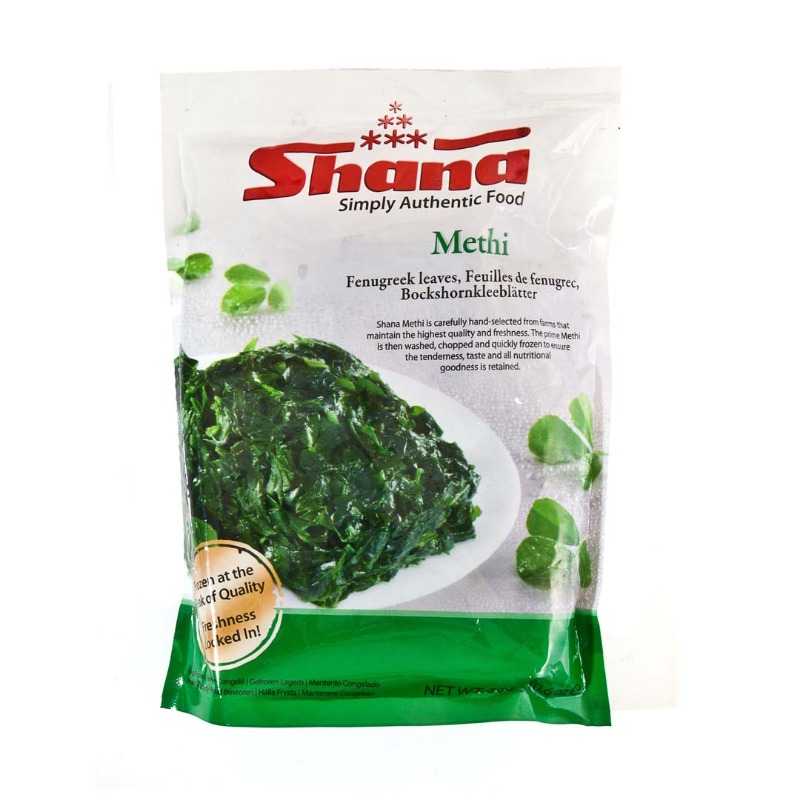 Shana
Simply Authentic Food
Methi
Fenugreek leaves, Feuilles de fenugrec,
Bockshornkleeblätter
Shana Methi is carefully hand-selected from farms that
maintain the highest quality and freshness. The prime Methi
is then washed, chopped and quickly frozen to ensure
the tenderness, taste and all nutritional
goodness is retained.
at the
of Quality
Freshness
Locked In!
Congelé | Gefroren Lagern | Mantenlo Congelado
Bevroren | Hålla Frysta | Mantenere Congelato
NET WT